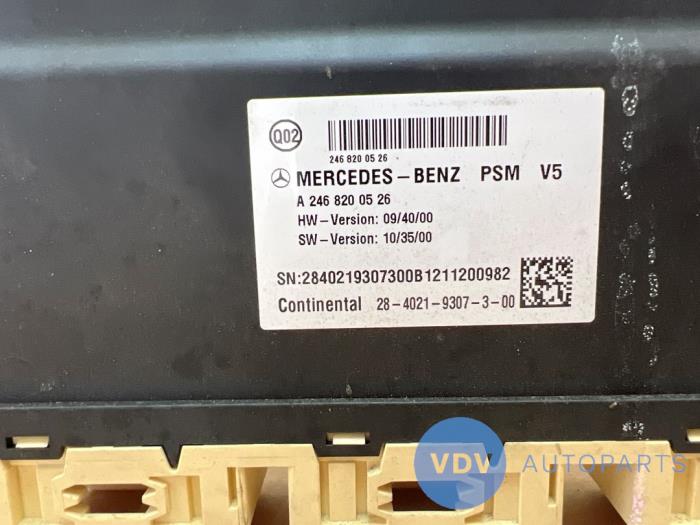 Q02
246 820 05 26
MERCEDES-BENZ PSM V5
A 246 820 05 26
HW-Version: 09/40/00
SW-Version: 10/35/00
SN:2840219307300B1211200982
Continental 28-4021-9307-3-00
VDV AUTOPARTS